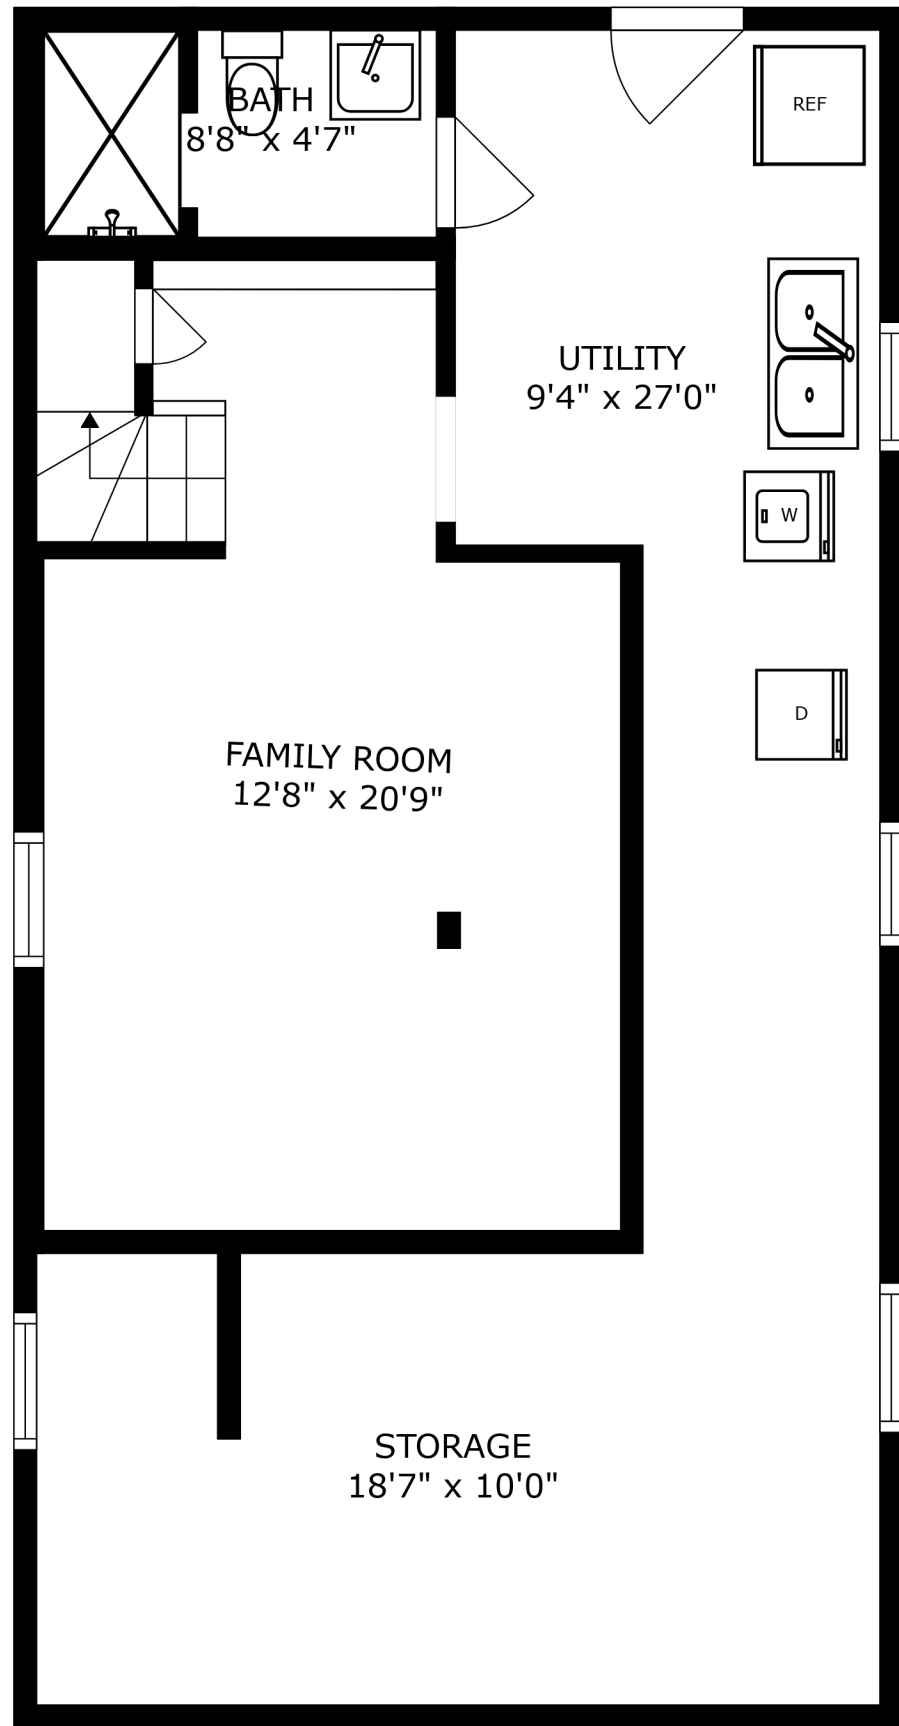 BATH
8'8" x 4'7"
REF
UTILITY
9'4" x 27'0"
W
D
FAMILY ROOM
12'8" x 20'9"
STORAGE
18'7" x 10'0"